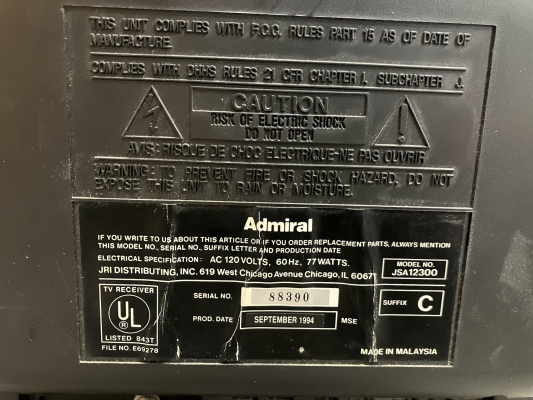 THIS UNIT COMPLIES WITH F.C.C. RULES PART 15 AS OF DATE OF
MANUFACTURE.
COMPLIES WITH DHHS RULES 21 CFR CHAPTER I, SUBCHAPTER J.
CAUTION
RISK OF ELECTRIC SHOCK
DO NOT OPEN
AVIS: RISQUE DE CHOC ELECTRIQUE-NE PAS OUVRIR
WARNING: TO PREVENT FIRE OR SHOCK HAZARD, DO NOT
EXPOSE THIS UNIT TO RAIN OR MOISTURE.
Admiral
IF YOU WRITE TO US ABOUT THIS ARTICLE OR IF YOU ORDER REPLACEMENT PARTS, ALWAYS MENTION
THIS MODEL NO., SERIAL NO., SUFFIX LETTER AND PRODUCTION DATE
ELECTRICAL SPECIFICATION: AC 120 VOLTS, 60 Hz, 77 WATTS.
JRI DISTRIBUTING, INC. 619 West Chicago Avenue Chicago, IL 60671
MODEL NO.
JSA12300
TV RECEIVER
UL
®
LISTED 843T
FILE NO. E69278
SERIAL NO. 88390
SUFFIX C
PROD. DATE SEPTEMBER 1994 MSE
MADE IN MALAYSIA